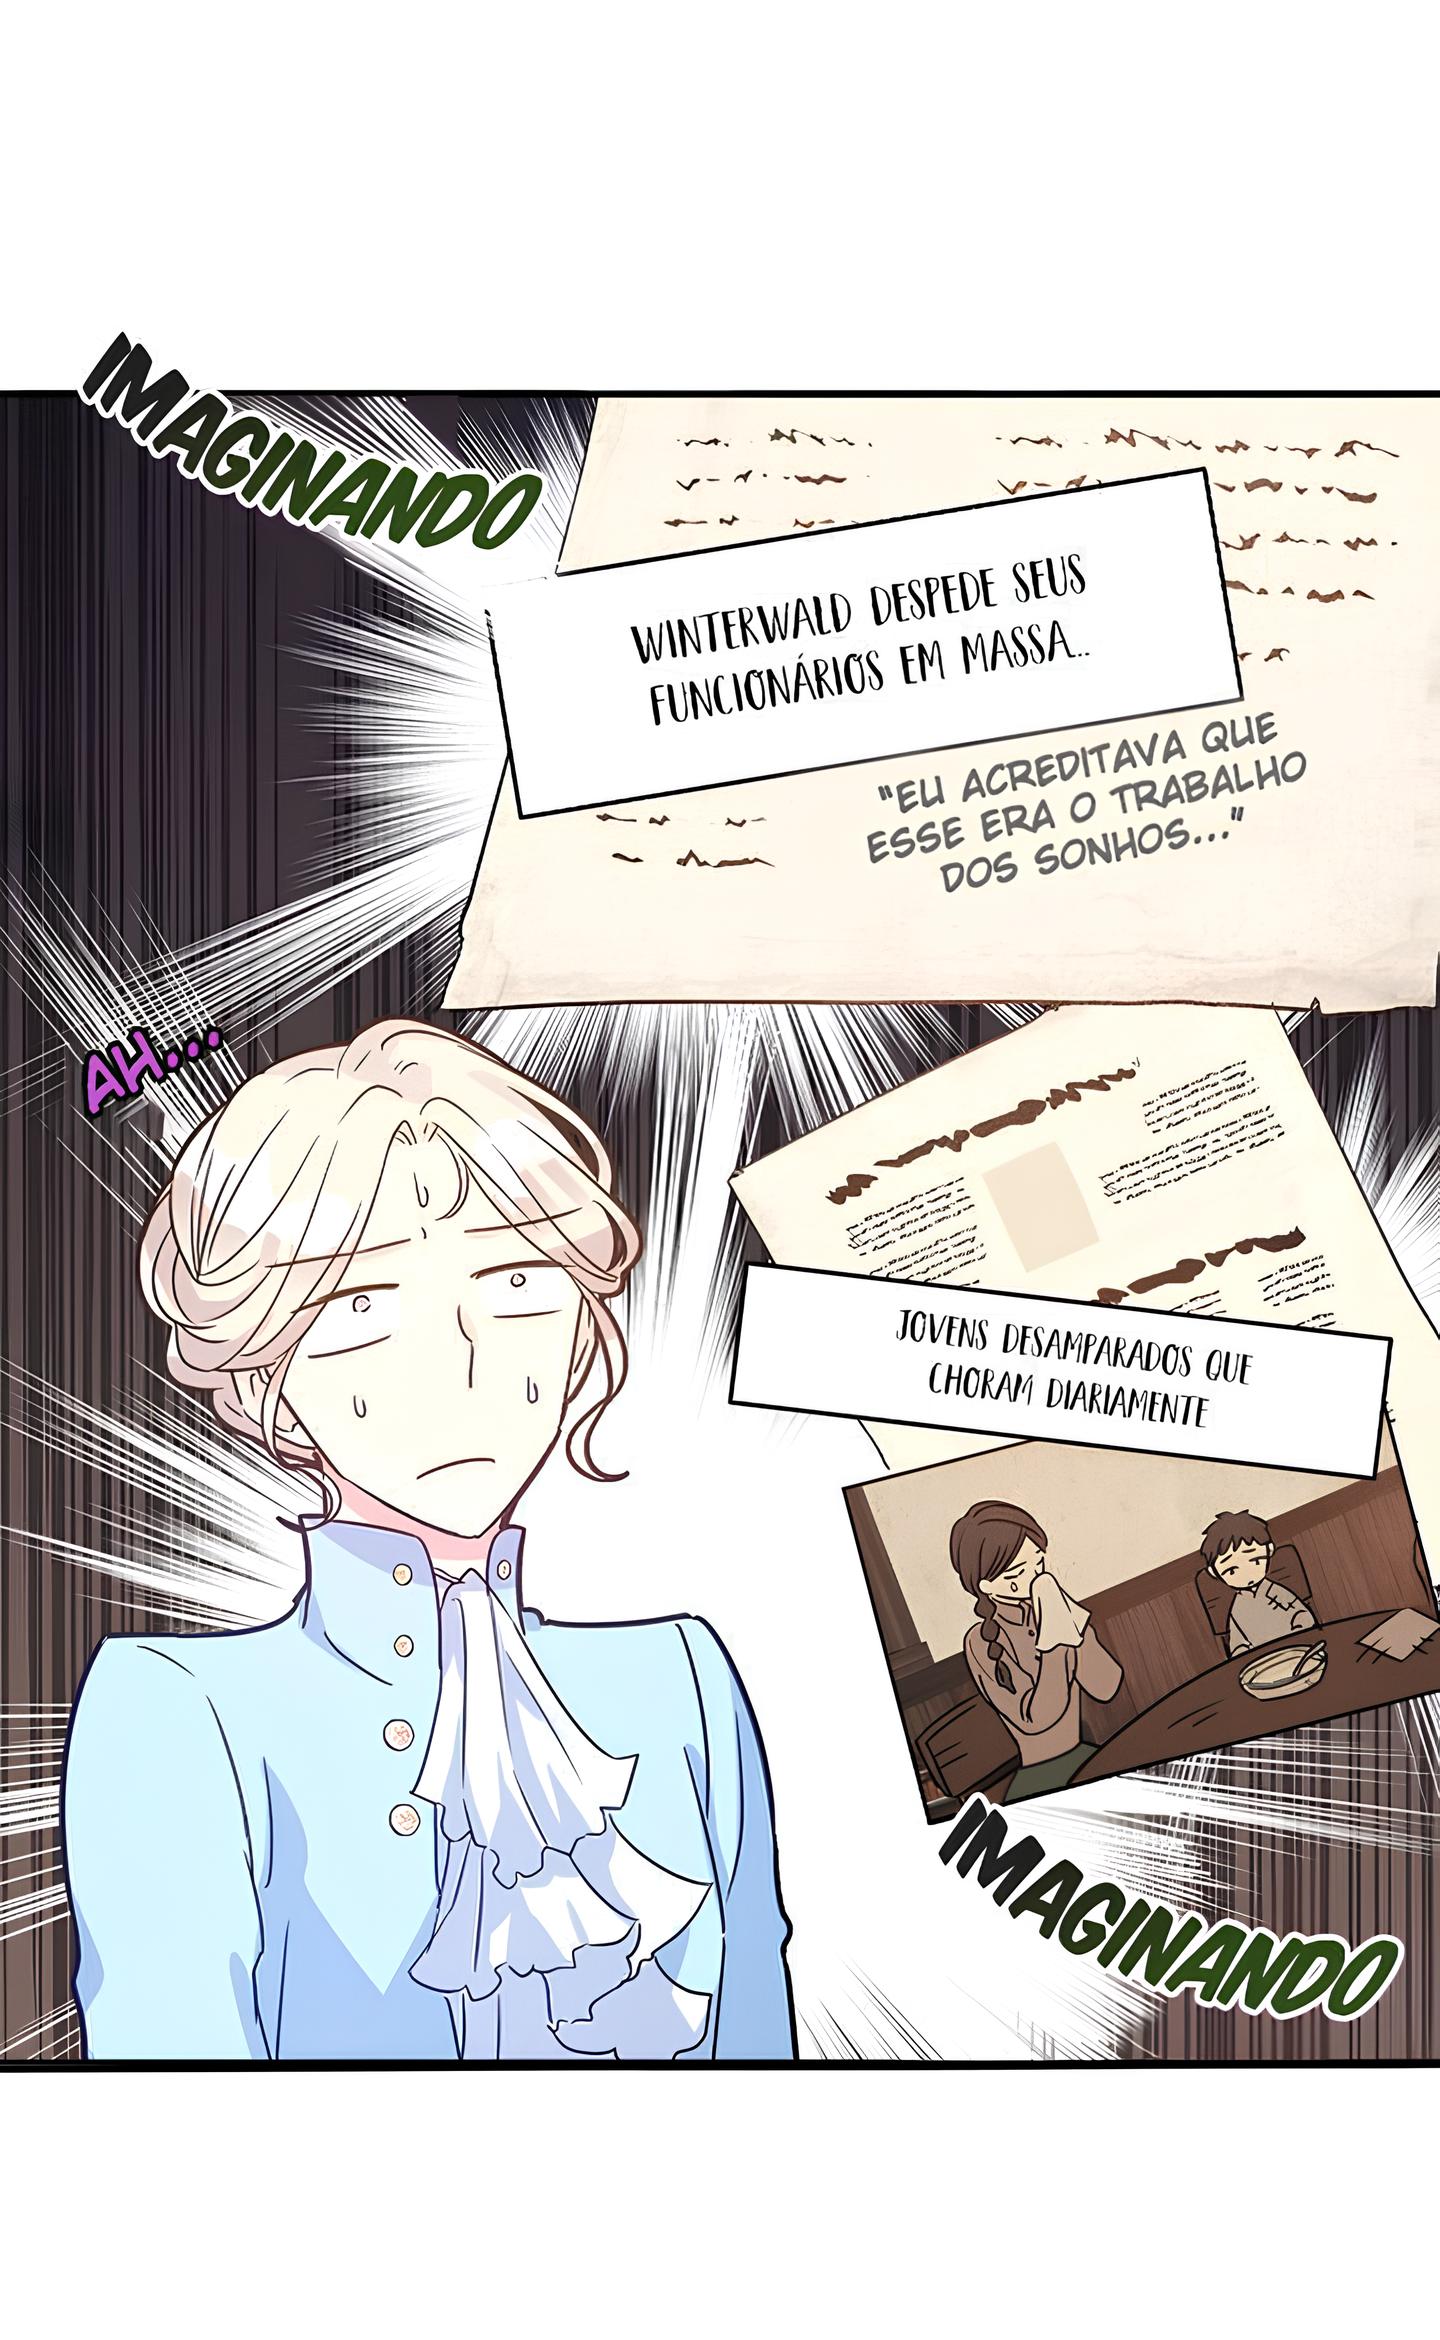 IMAGINANDO
WINTERWALD DESPEDE SEUS
FUNCIONÁRIOS EM MASSA..
"EU ACREDITAVA QUE
ESSE ERA O TRABALHO
DOS SONHOS..."
AH...
JOVENS DESAMPARADOS QUE
CHORAM DIARIAMENTE
IMAGINANDO